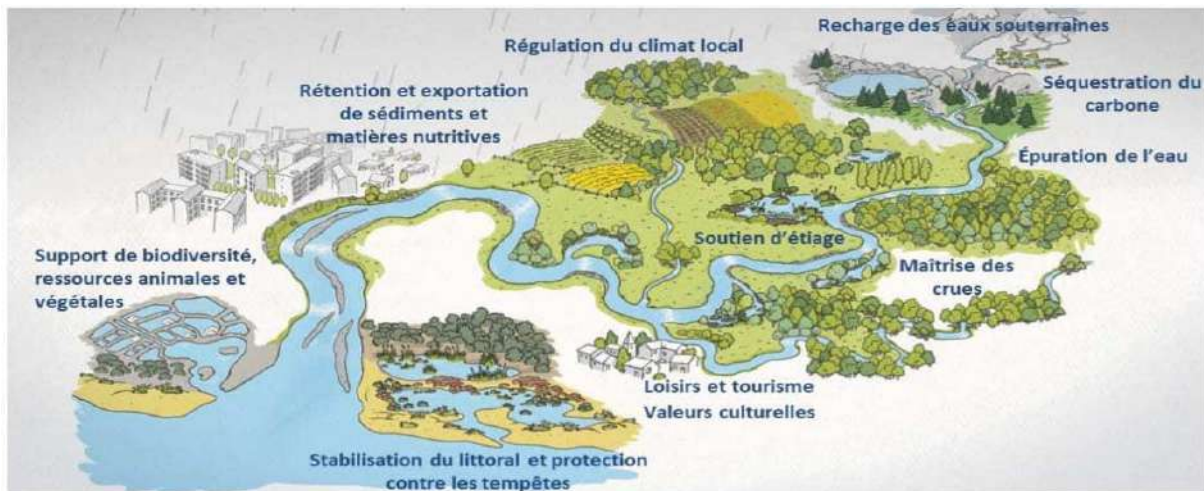 Recharge des eaux souterraines
Régulation du climat local
Séquestration du
carbone
Rétention et exportation
de sédiments et
matières nutritives
Épuration de l'eau
Soutien d'étiage
Support de biodiversité,
ressources animales et
végétales
Maîtrise des
crues
Loisirs et tourisme
Valeurs culturelles
Stabilisation du littoral et protection
contre les tempêtes